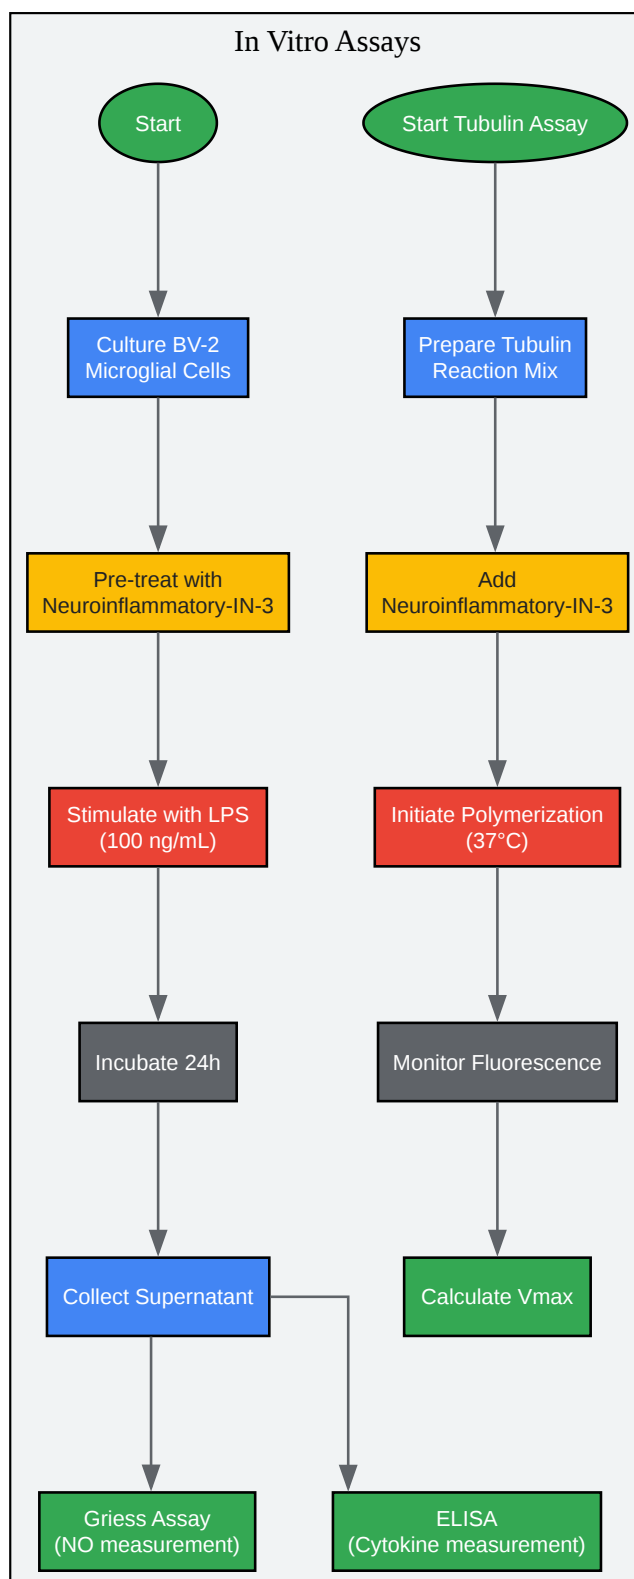 In Vitro Assays
Start
Start Tubulin Assay
Culture BV-2
Microglial Cells
Prepare Tubulin
Reaction Mix
Pre-treat with
Neuroinflammatory-IN-3
Add
Neuroinflammatory-IN-3
Stimulate with LPS
(100 ng/mL)
Initiate Polymerization
(37°C)
Incubate 24h
Monitor Fluorescence
Collect Supernatant
Calculate Vmax
Griess Assay
(NO measurement)
ELISA
(Cytokine measurement)